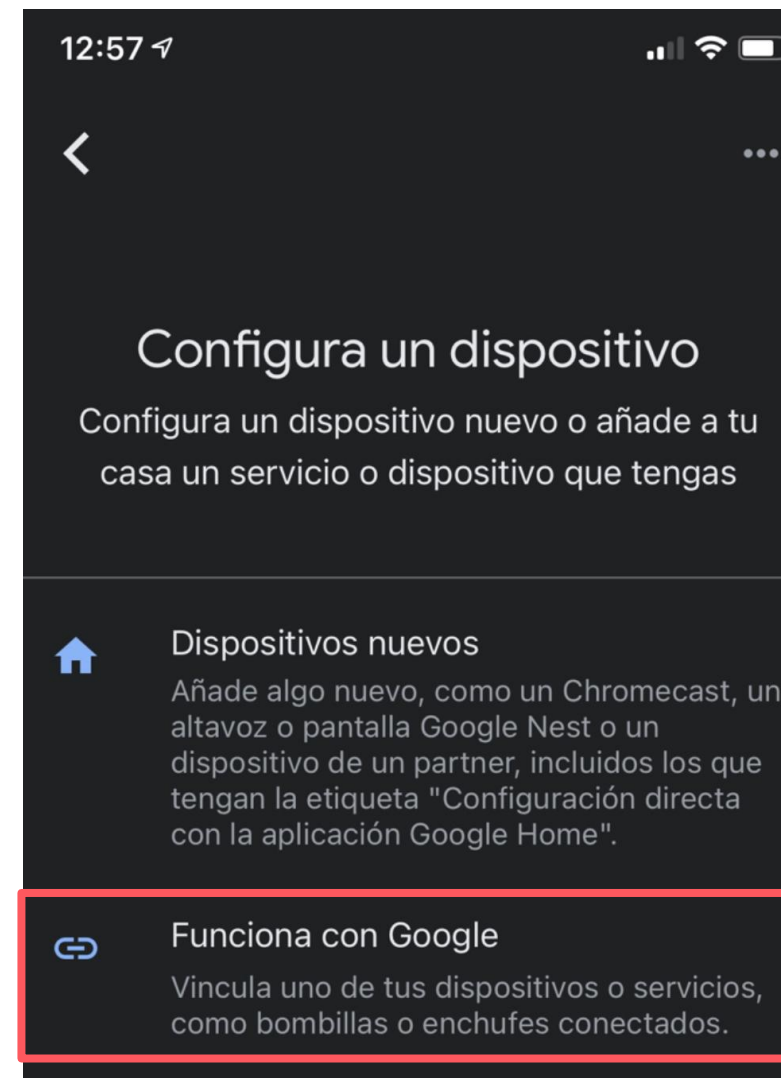 12:57
Configura un dispositivo
Configura un dispositivo nuevo o añade a tu
casa un servicio o dispositivo que tengas
Dispositivos nuevos
Añade algo nuevo, como un Chromecast, un
altavoz o pantalla Google Nest o un
dispositivo de un partner, incluidos los que
tengan la etiqueta "Configuración directa
con la aplicación Google Home".
Funciona con Google
Vincula uno de tus dispositivos o servicios,
como bombillas o enchufes conectados.